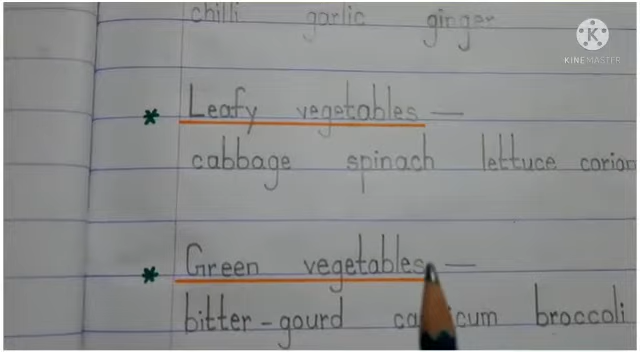 chilli garlic ginger
K
KINEMASTER
* Leafy vegetables —
cabbage spinach lettuce
* Green vegetables —
bitter-gourd broccoli